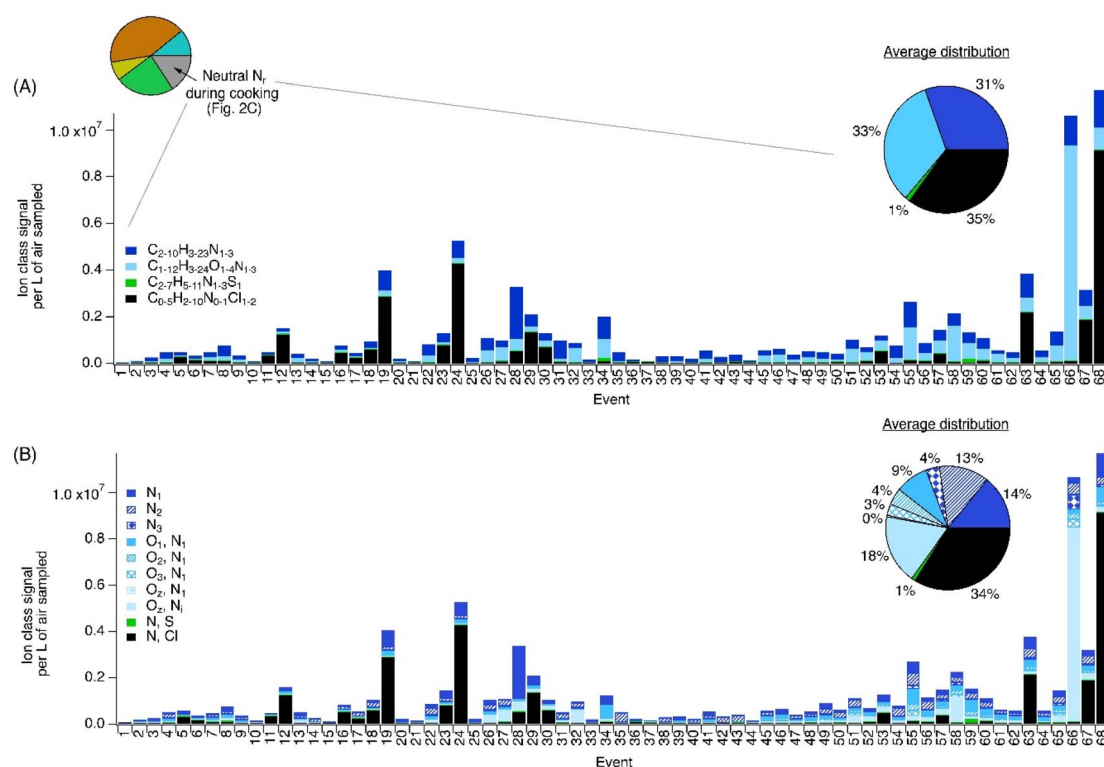 Neutral Nᵣ
during cooking
(Fig. 2C)
(A)
Average distribution
31%
33%
1%
35%
1.0 x10⁷
0.8
0.6
0.4
0.2
0.0
Ion class signal
per L of air sampled
C₂₋₁₀H₃₋₂₃N₁₋₃
C₁₋₁₂H₃₋₂₄O₁₋₄N₁₋₃
C₂₋₇H₅₋₁₁N₁₋₃S₁
C₀₋₅H₂₋₁₀N₀₋₁Cl₁₋₂
1 2 3 4 5 6 7 8 9 10 11 12 13 14 15 16 17 18 19 20 21 22 23 24 25 26 27 28 29 30 31 32 33 34 35 36 37 38 39 40 41 42 43 44 45 46 47 48 49 50 51 52 53 54 55 56 57 58 59 60 61 62 63 64 65 66 67 68
Event
(B)
Average distribution
4%
13%
9%
4%
3%
0%
14%
18%
1%
34%
1.0 x10⁷
0.8
0.6
0.4
0.2
0.0
Ion class signal
per L of air sampled
N₁
N₂
N₃
O₁, N₁
O₂, N₁
O₃, N₁
O_z, N₁
O_z, Nᵢ
N, S
N, Cl
1 2 3 4 5 6 7 8 9 10 11 12 13 14 15 16 17 18 19 20 21 22 23 24 25 26 27 28 29 30 31 32 33 34 35 36 37 38 39 40 41 42 43 44 45 46 47 48 49 50 51 52 53 54 55 56 57 58 59 60 61 62 63 64 65 66 67 68
Event